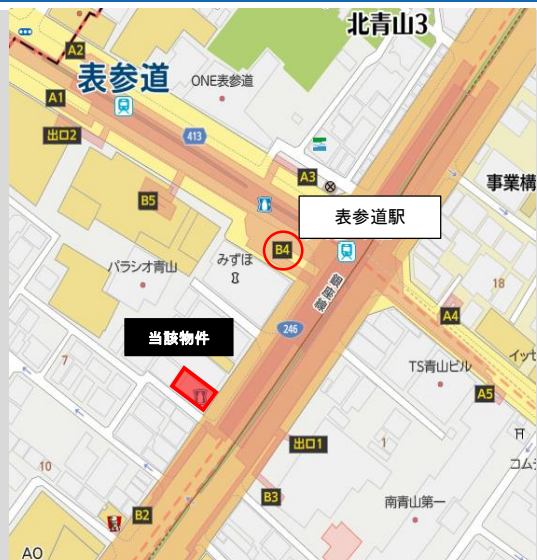 北青山3
A2
表参道
ONE表参道
A1
413
出口2
A3
事業構
B5
表参道駅
B4
みずほ
パラシオ青山
銀座線
18
A4
当該物件
246
7
TS青山ビル
イッセ
A5
出口1
1
コムデ
10
B3
南青山第一
B2
AO